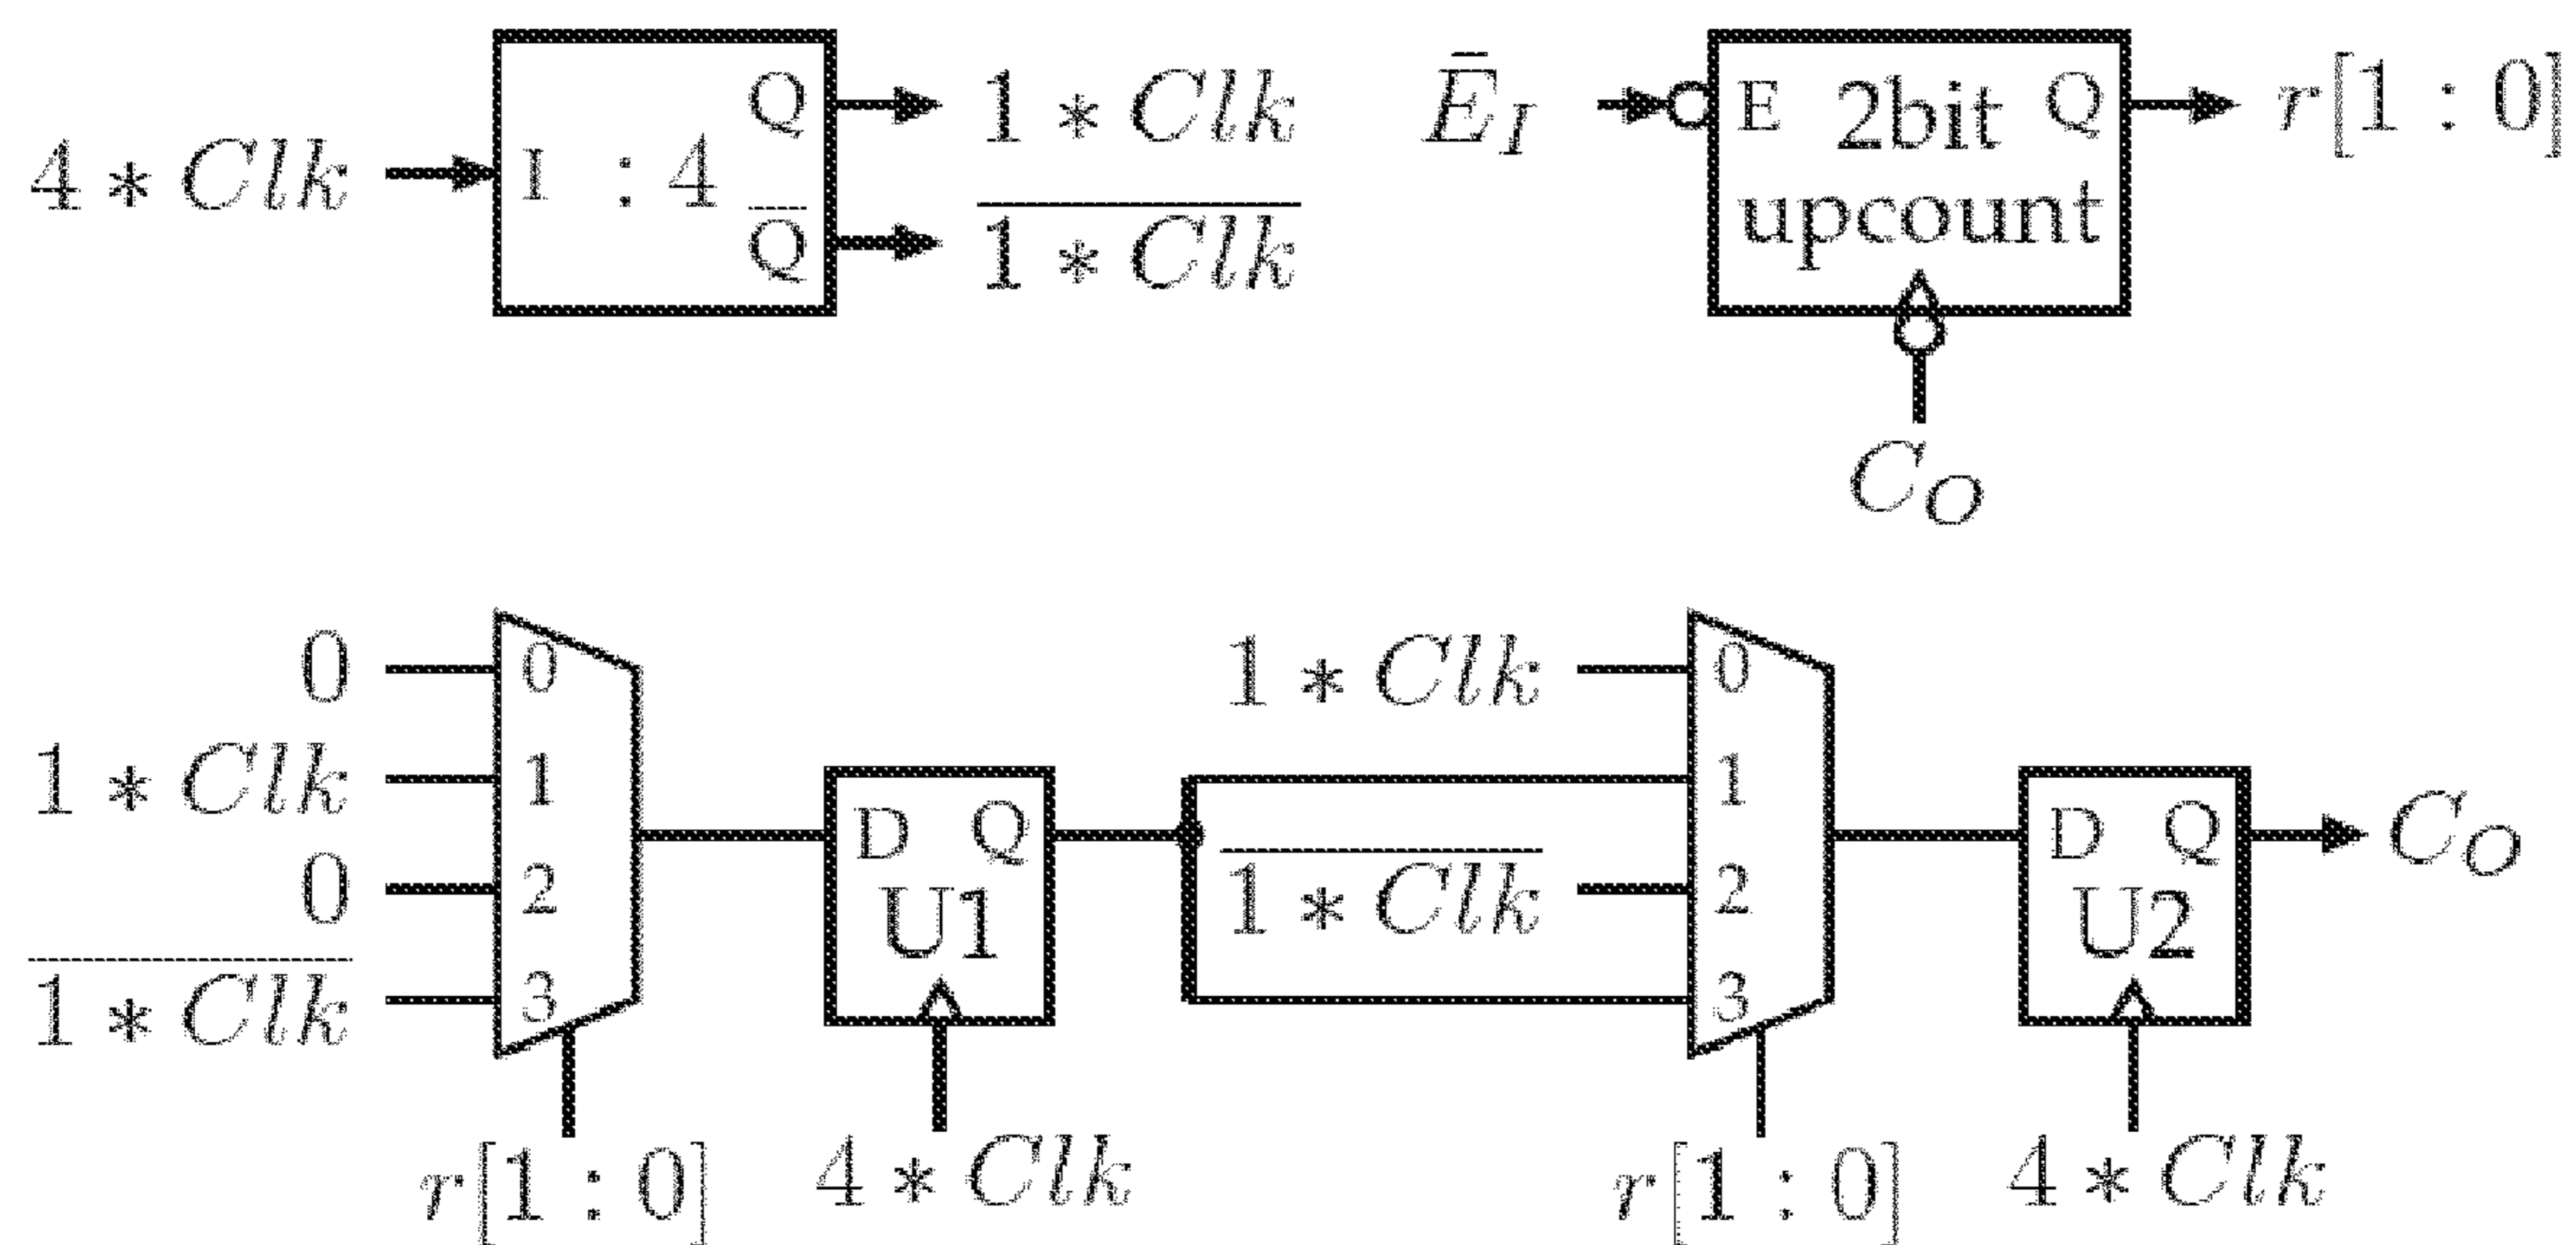 4 * Clk
I : 4
Q
Q̅
1 * Clk
1 * Clk (overlined: 1̅ ̅*̅ ̅C̅l̅k̅)
Ē_I
E 2bit Q
upcount
r[1 : 0]
C_O
0
1 * Clk
0
1̅ ̅*̅ ̅C̅l̅k̅
0
1
2
3
r[1 : 0]
D Q
U1
4 * Clk
1 * Clk
1̅ ̅*̅ ̅C̅l̅k̅
0
1
2
3
r[1 : 0]
D Q
U2
4 * Clk
C_O